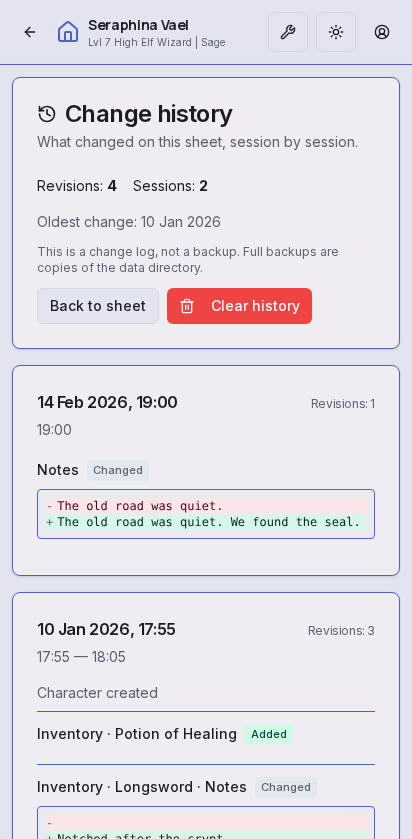 Seraphina Vael
Lvl 7 High Elf Wizard | Sage
Change history
What changed on this sheet, session by session.
Revisions: 4 Sessions: 2
Oldest change: 10 Jan 2026
This is a change log, not a backup. Full backups are
copies of the data directory.
Back to sheet
Clear history
14 Feb 2026, 19:00
Revisions: 1
19:00
Notes Changed
- The old road was quiet.
+ The old road was quiet. We found the seal.
10 Jan 2026, 17:55
Revisions: 3
17:55 — 18:05
Character created
Inventory · Potion of Healing Added
Inventory · Longsword · Notes Changed
-
+ Notched after the crypt